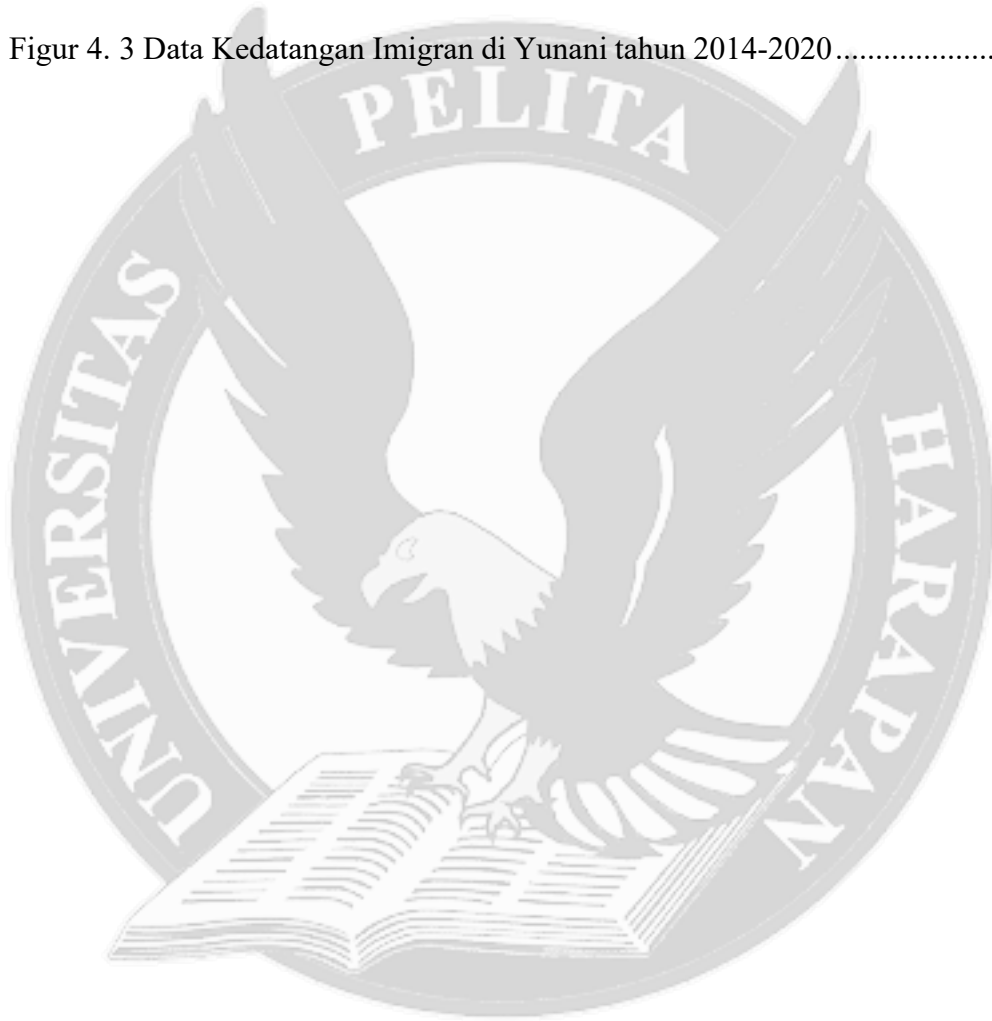 Figur 4. 3 Data Kedatangan Imigran di Yunani tahun 2014-2020....................
UNIVERSITAS
PELITA
HARAPAN